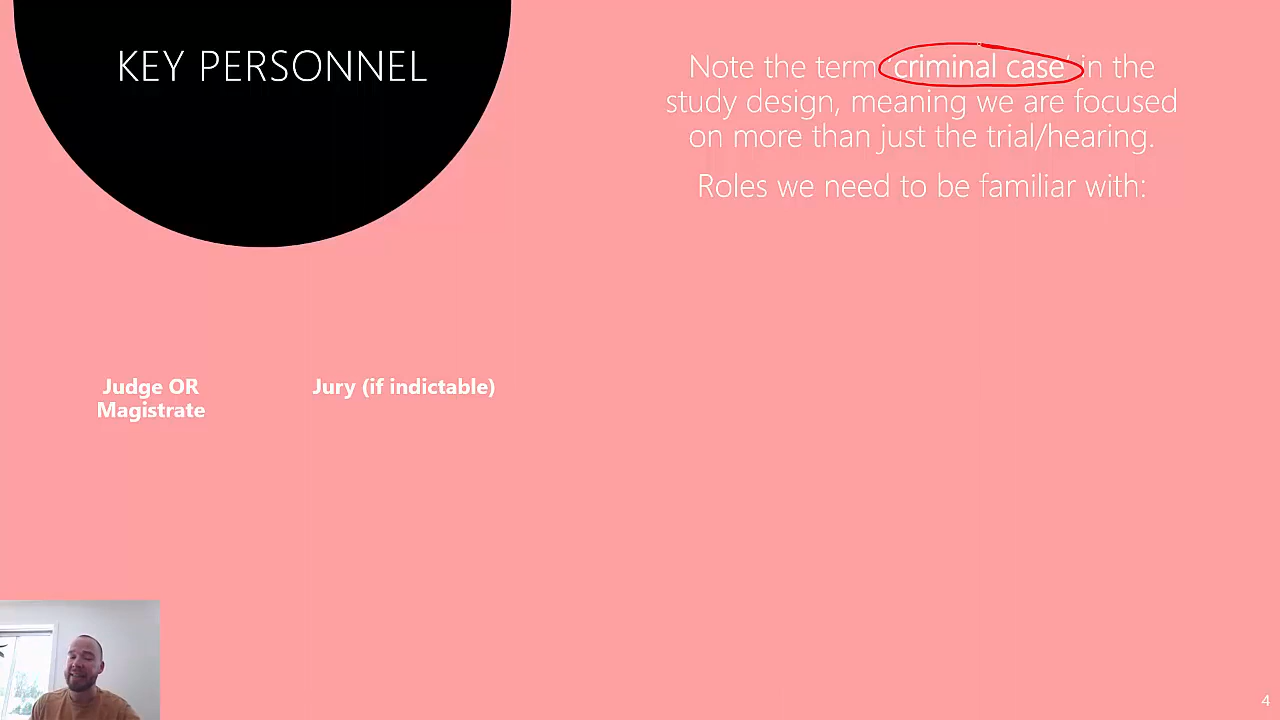 KEY PERSONNEL
Note the term 'criminal case' in the
study design, meaning we are focused
on more than just the trial/hearing.
Roles we need to be familiar with:
Judge OR
Magistrate
Jury (if indictable)
4